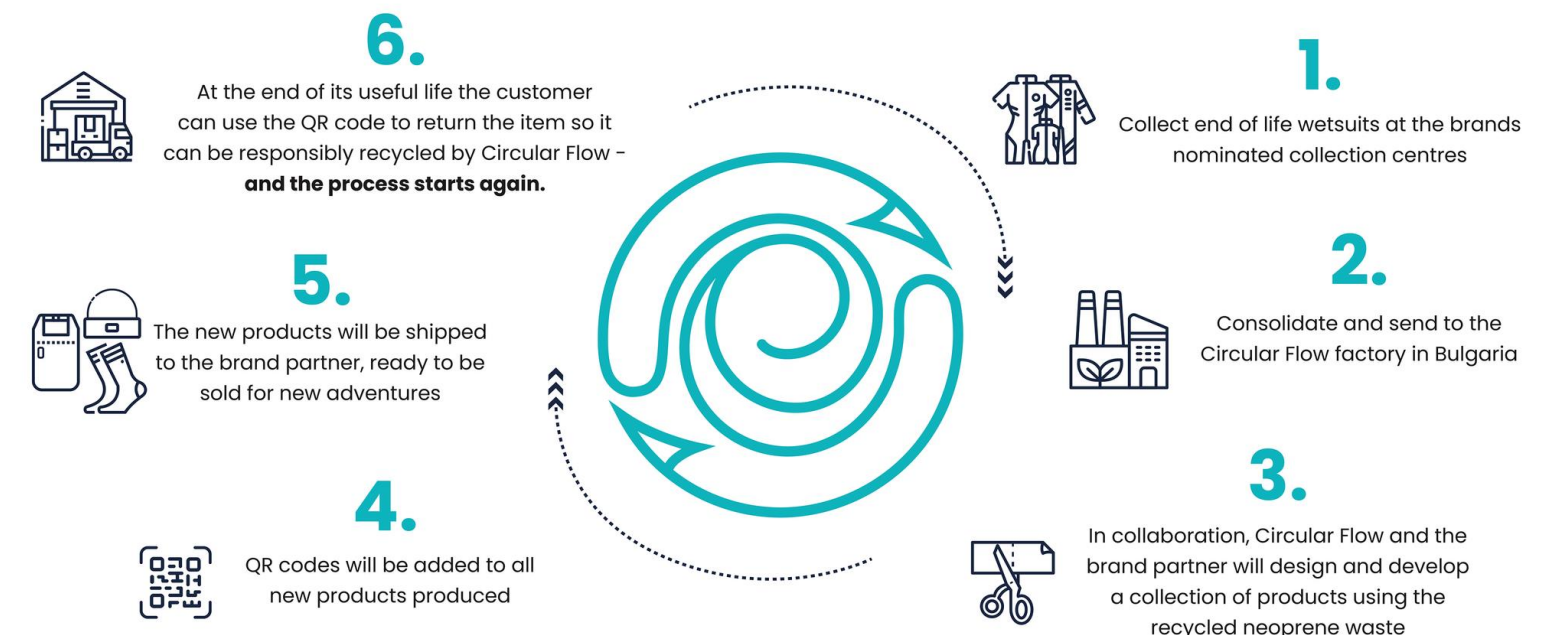 1.
Collect end of life wetsuits at the brands
nominated collection centres
2.
Consolidate and send to the
Circular Flow factory in Bulgaria
3.
In collaboration, Circular Flow and the
brand partner will design and develop
a collection of products using the
recycled neoprene waste
4.
QR codes will be added to all
new products produced
5.
The new products will be shipped
to the brand partner, ready to be
sold for new adventures
6.
At the end of its useful life the customer
can use the QR code to return the item so it
can be responsibly recycled by Circular Flow -
and the process starts again.